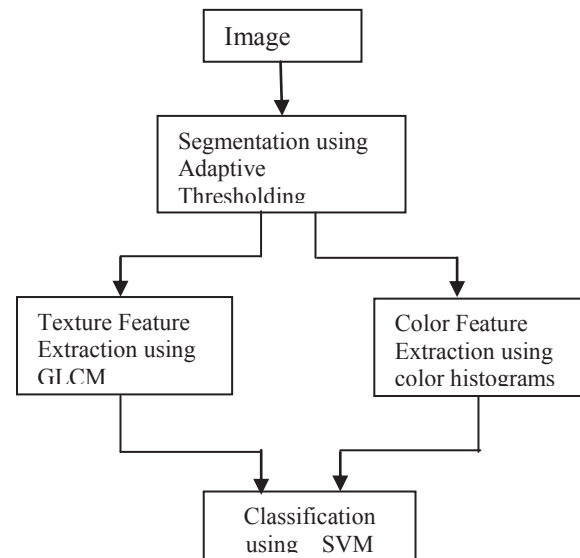 Image
Segmentation using
Adaptive
Thresholding
Texture Feature
Extraction using
GLCM
Color Feature
Extraction using
color histograms
Classification
using SVM